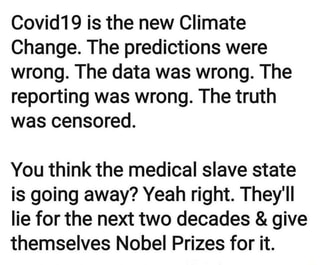 Covid19 is the new Climate
Change. The predictions were
wrong. The data was wrong. The
reporting was wrong. The truth
was censored.
You think the medical slave state
is going away? Yeah right. They'll
lie for the next two decades & give
themselves Nobel Prizes for it.